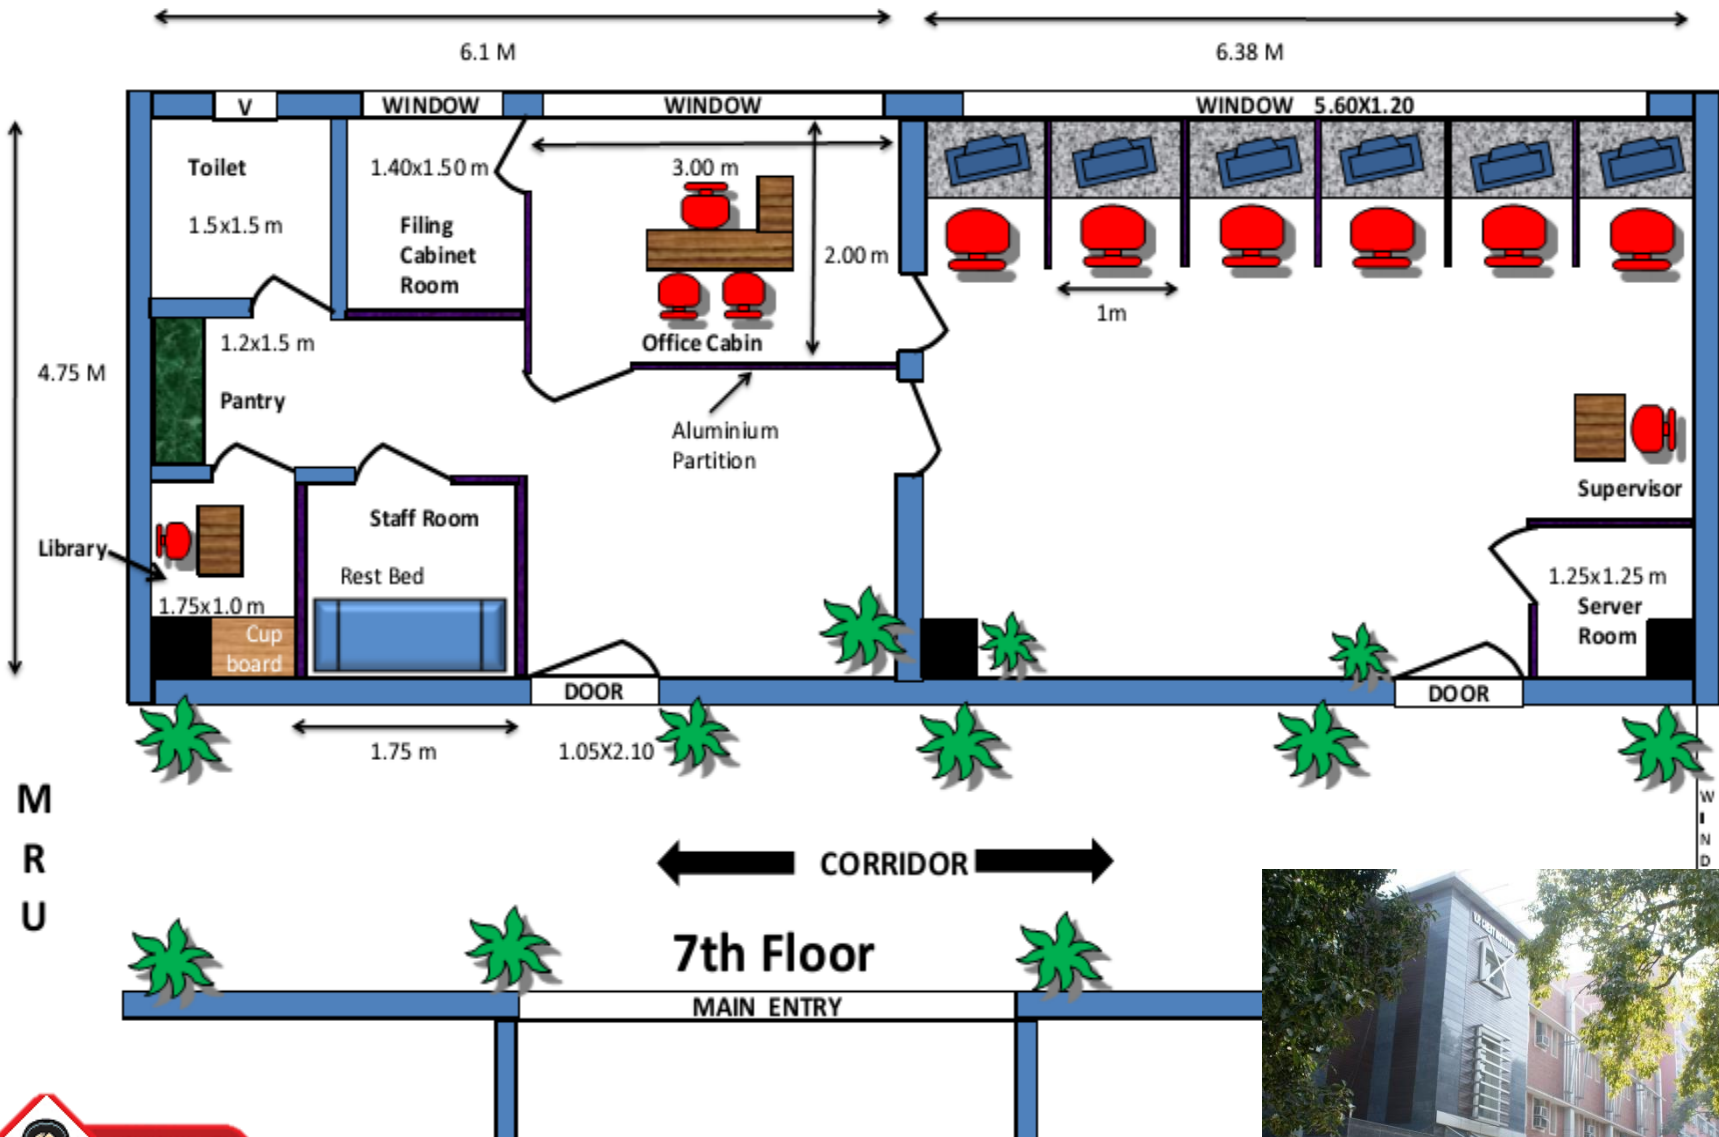 6.1 M
6.38 M
V
WINDOW
WINDOW
WINDOW 5.60X1.20
Toilet
1.5x1.5 m
1.40x1.50 m
Filing
Cabinet
Room
3.00 m
2.00 m
Office Cabin
1m
4.75 M
1.2x1.5 m
Pantry
Aluminium
Partition
Supervisor
Library
1.75x1.0 m
Cup
board
Staff Room
Rest Bed
1.25x1.25 m
Server
Room
DOOR
DOOR
1.75 m
1.05X2.10
M
R
U
W
I
N
D
CORRIDOR
7th Floor
MAIN ENTRY